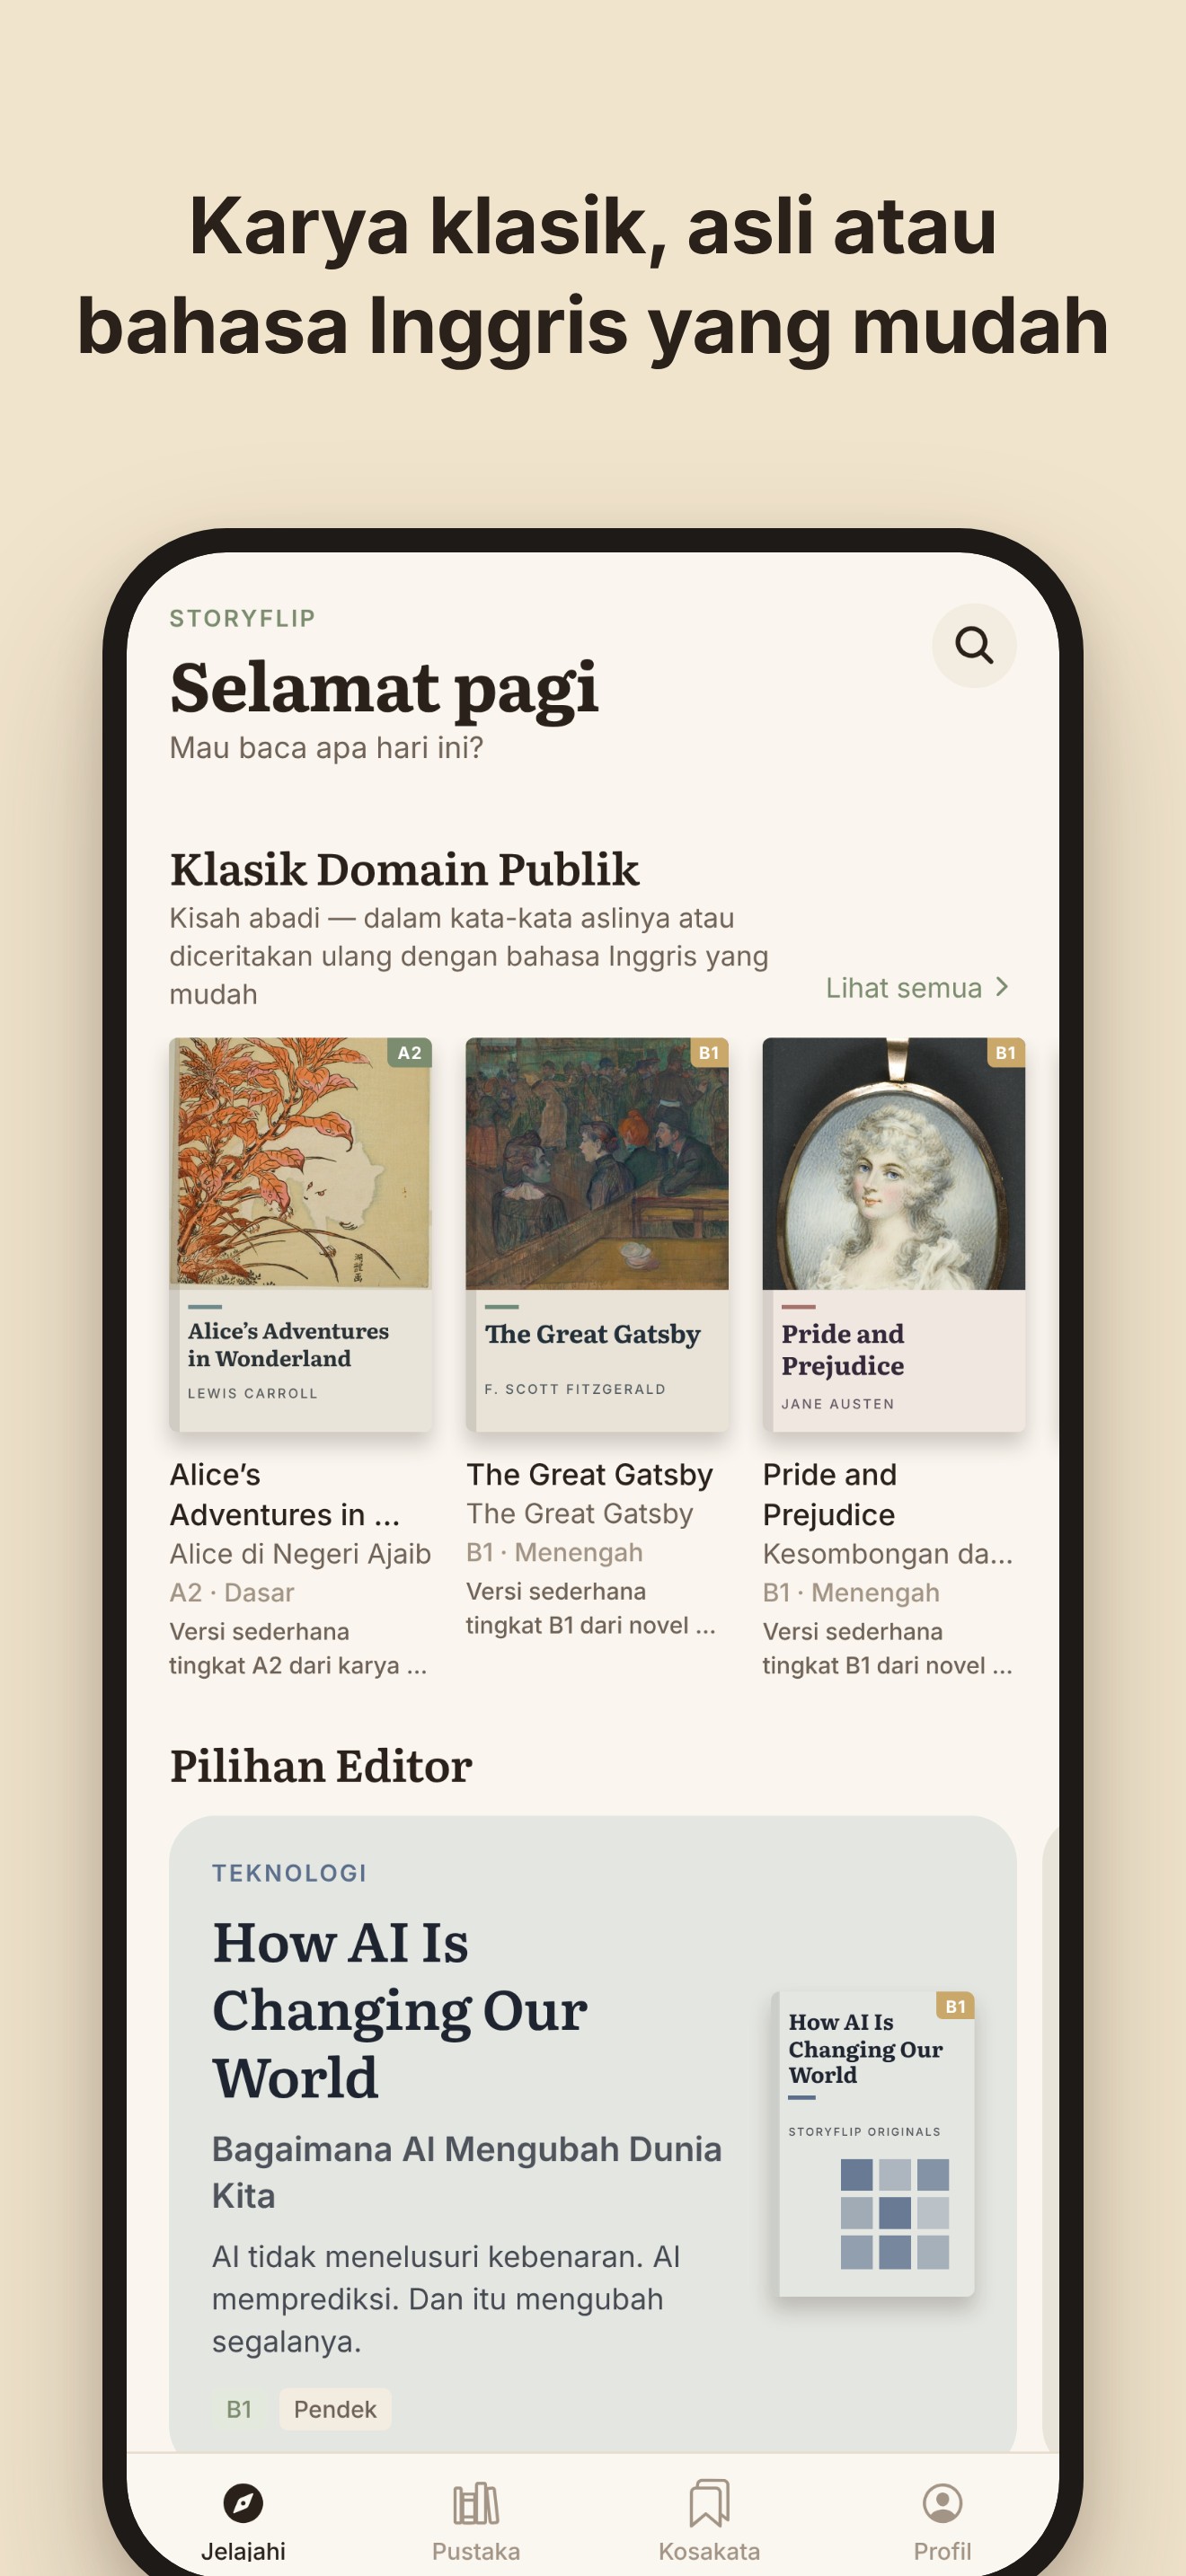 Karya klasik, asli atau
bahasa Inggris yang mudah
STORYFLIP
Selamat pagi
Mau baca apa hari ini?
Klasik Domain Publik
Kisah abadi — dalam kata-kata aslinya atau
diceritakan ulang dengan bahasa Inggris yang
mudah
Lihat semua
A2
Alice’s Adventures
in Wonderland
LEWIS CARROLL
B1
The Great Gatsby
F. SCOTT FITZGERALD
B1
Pride and
Prejudice
JANE AUSTEN
Alice’s
Adventures in ...
Alice di Negeri Ajaib
A2 · Dasar
Versi sederhana
tingkat A2 dari karya ...
The Great Gatsby
The Great Gatsby
B1 · Menengah
Versi sederhana
tingkat B1 dari novel ...
Pride and
Prejudice
Kesombongan da...
B1 · Menengah
Versi sederhana
tingkat B1 dari novel ...
Pilihan Editor
TEKNOLOGI
How AI Is
Changing Our
World
Bagaimana AI Mengubah Dunia
Kita
AI tidak menelusuri kebenaran. AI
memprediksi. Dan itu mengubah
segalanya.
B1
Pendek
B1
How AI Is
Changing Our
World
STORYFLIP ORIGINALS
Jelajahi
Pustaka
Kosakata
Profil